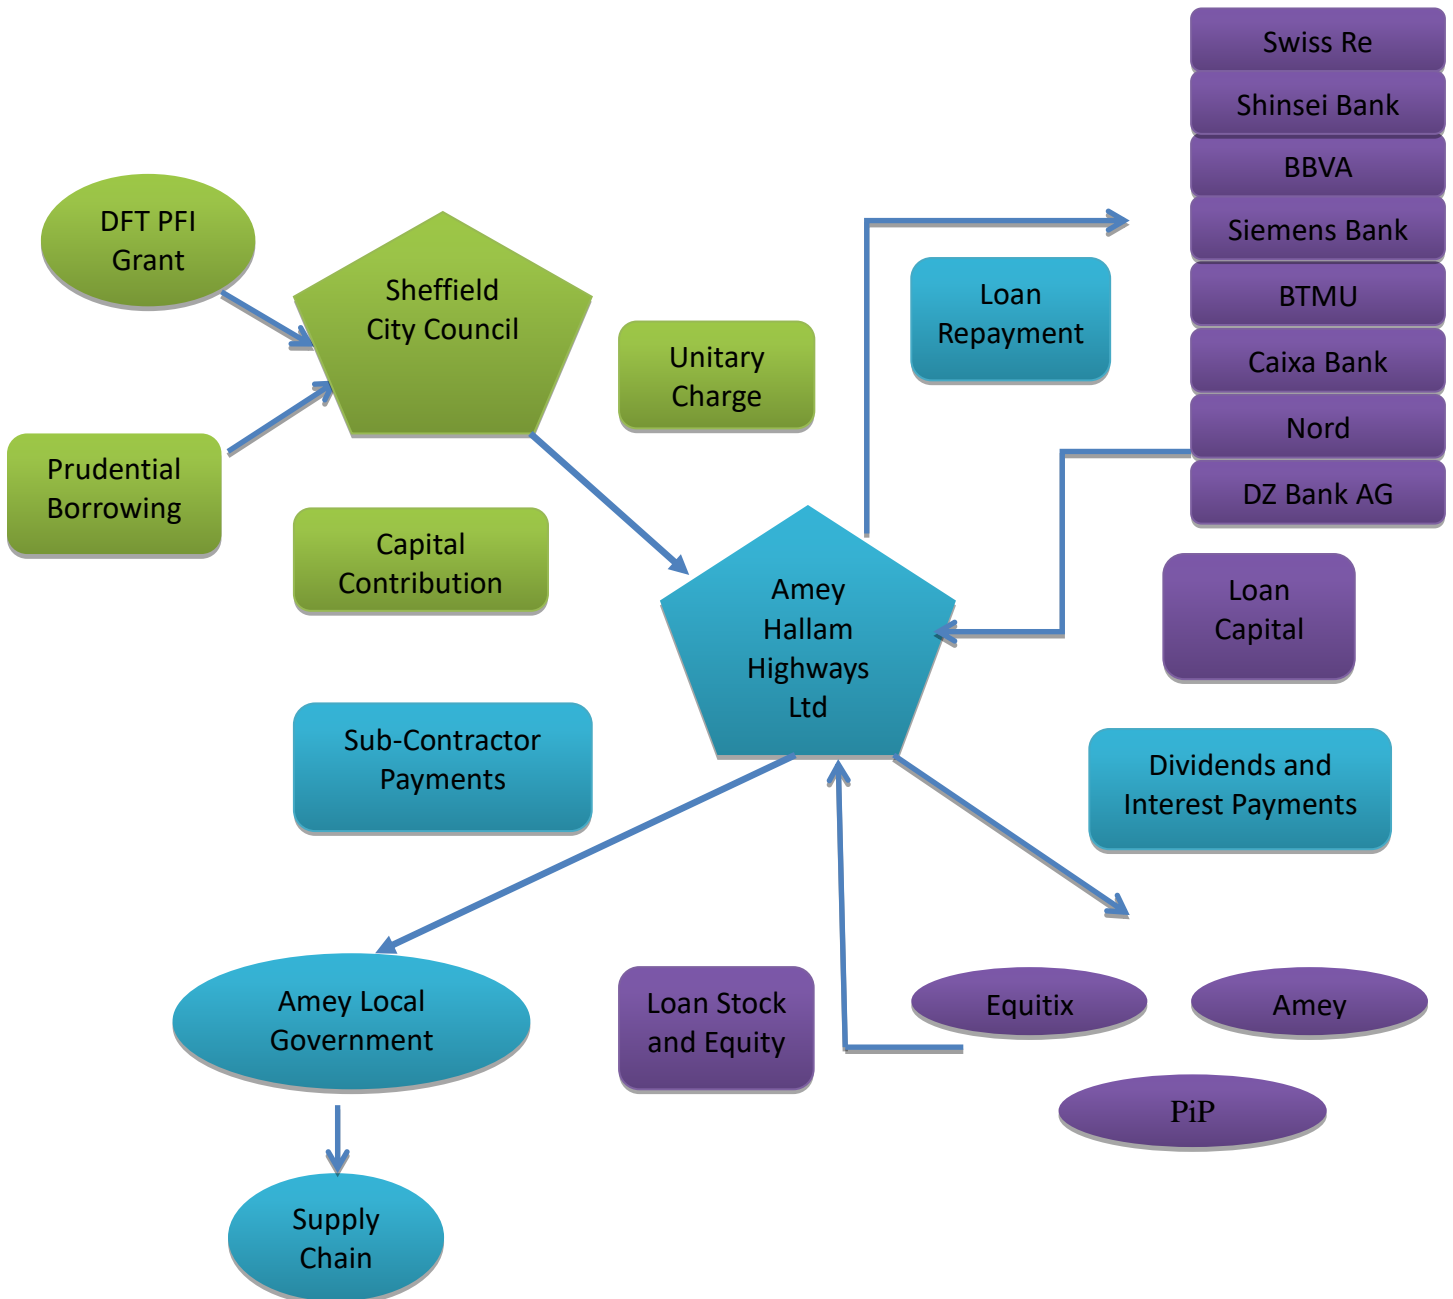 Swiss Re
Shinsei Bank
BBVA
Siemens Bank
BTMU
Caixa Bank
Nord
DZ Bank AG
DFT PFI
Grant
Sheffield
City Council
Prudential
Borrowing
Unitary
Charge
Capital
Contribution
Loan
Repayment
Amey
Hallam
Highways
Ltd
Loan
Capital
Sub-Contractor
Payments
Dividends and
Interest Payments
Amey Local
Government
Loan Stock
and Equity
Equitix
Amey
PiP
Supply
Chain